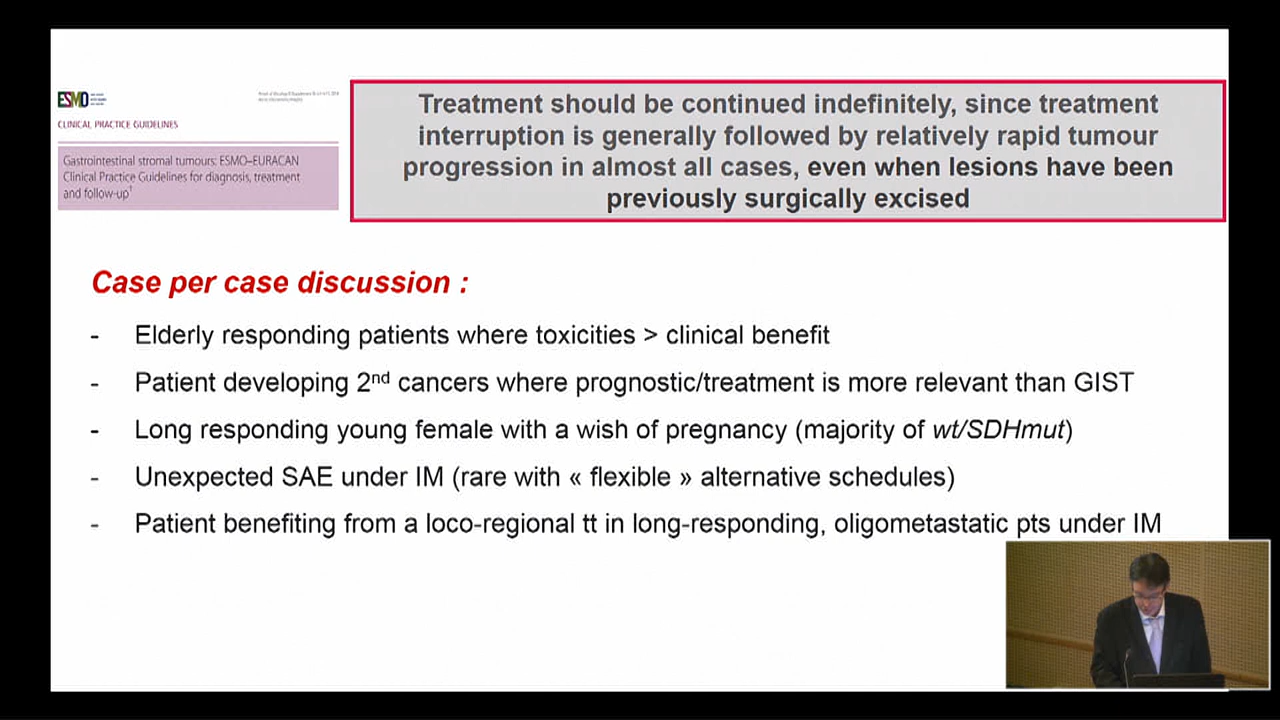 ESMO
CLINICAL PRACTICE GUIDELINES
Gastrointestinal stromal tumours: ESMO–EURACAN
Clinical Practice Guidelines for diagnosis, treatment
and follow-up†
Treatment should be continued indefinitely, since treatment
interruption is generally followed by relatively rapid tumour
progression in almost all cases, even when lesions have been
previously surgically excised
Case per case discussion :
- Elderly responding patients where toxicities > clinical benefit
- Patient developing 2nd cancers where prognostic/treatment is more relevant than GIST
- Long responding young female with a wish of pregnancy (majority of wt/SDHmut)
- Unexpected SAE under IM (rare with « flexible » alternative schedules)
- Patient benefiting from a loco-regional tt in long-responding, oligometastatic pts under IM